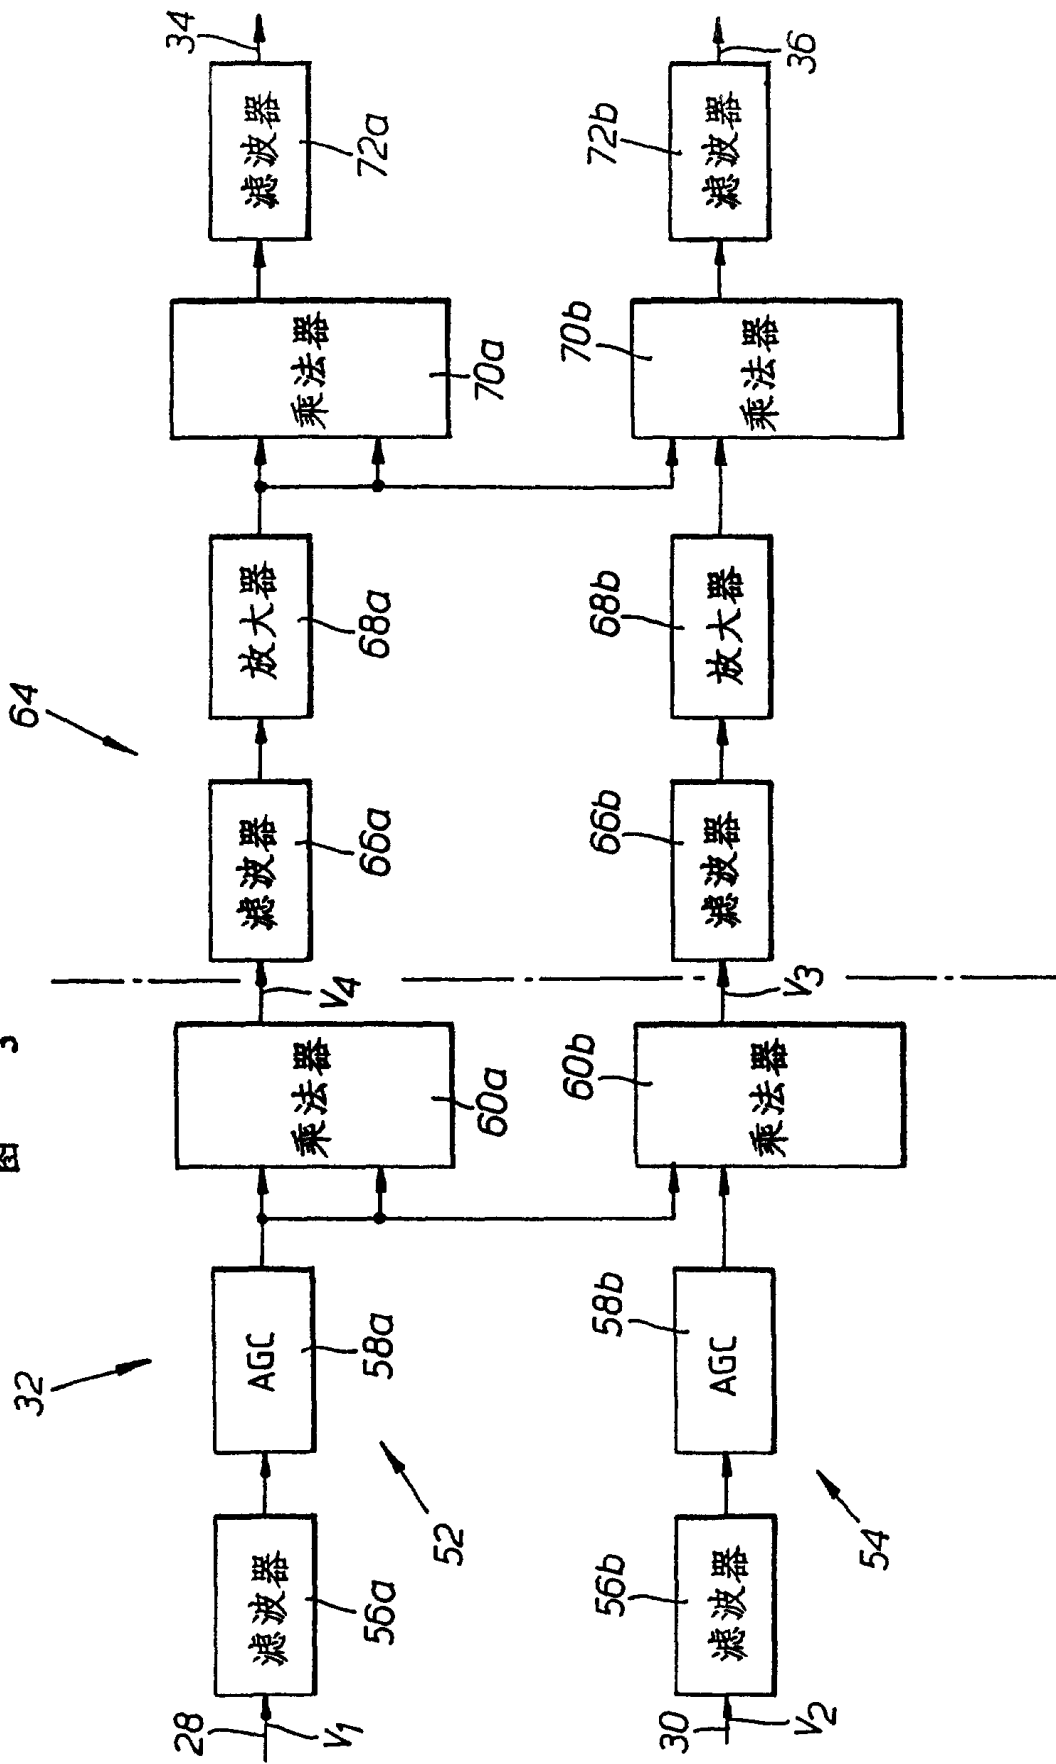 图 3
32
64
28
V1
滤波器
56a
AGC
58a
52
乘法器
60a
V4
滤波器
66a
放大器
68a
乘法器
70a
滤波器
72a
34
30
V2
滤波器
56b
AGC
58b
54
乘法器
60b
V3
滤波器
66b
放大器
68b
乘法器
70b
滤波器
72b
36